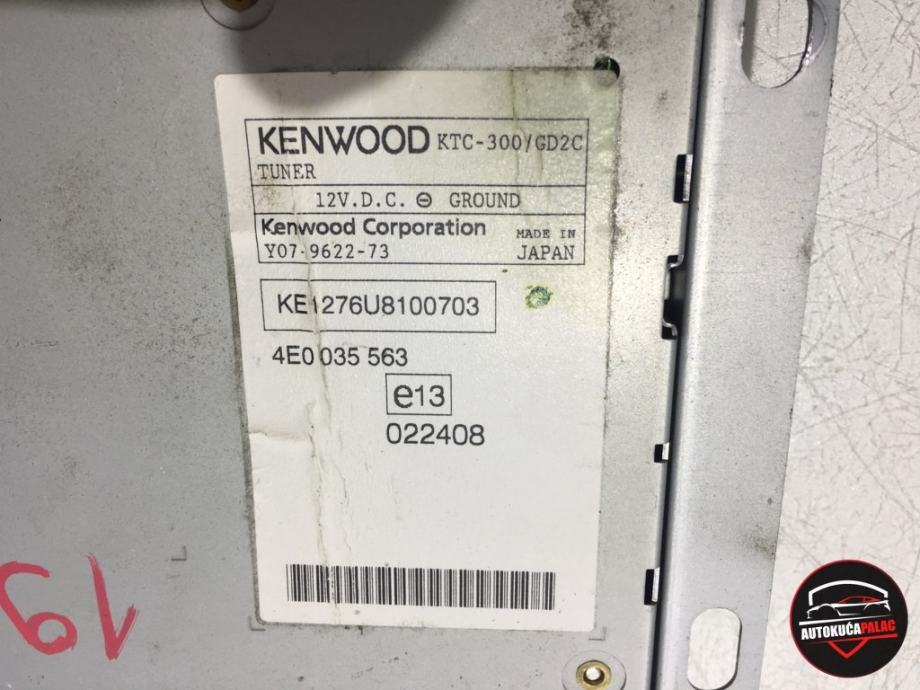 KENWOOD KTC-300/GD2C
TUNER
12V.D.C. ⊖ GROUND
Kenwood Corporation
MADE IN
Y07-9622-73 JAPAN
KE1276U8100703
4E0 035 563
e13
022408
19
AUTOKUĆAPALAC